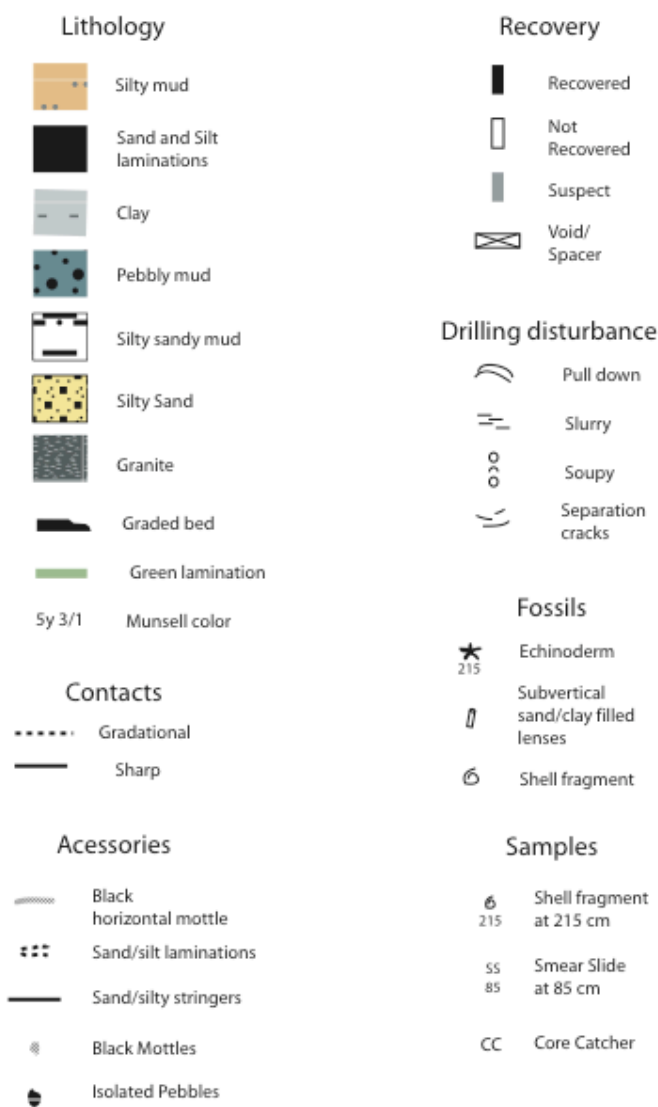 Lithology
Silty mud
Sand and Silt
laminations
Clay
Pebbly mud
Silty sandy mud
Silty Sand
Granite
Graded bed
Green lamination
5y 3/1 Munsell color
Contacts
Gradational
Sharp
Acessories
Black
horizontal mottle
Sand/silt laminations
Sand/silty stringers
Black Mottles
Isolated Pebbles
Recovery
Recovered
Not
Recovered
Suspect
Void/
Spacer
Drilling disturbance
Pull down
Slurry
Soupy
Separation
cracks
Fossils
Echinoderm
215
Subvertical
sand/clay filled
lenses
Shell fragment
Samples
Shell fragment
215 at 215 cm
SS Smear Slide
85 at 85 cm
CC Core Catcher